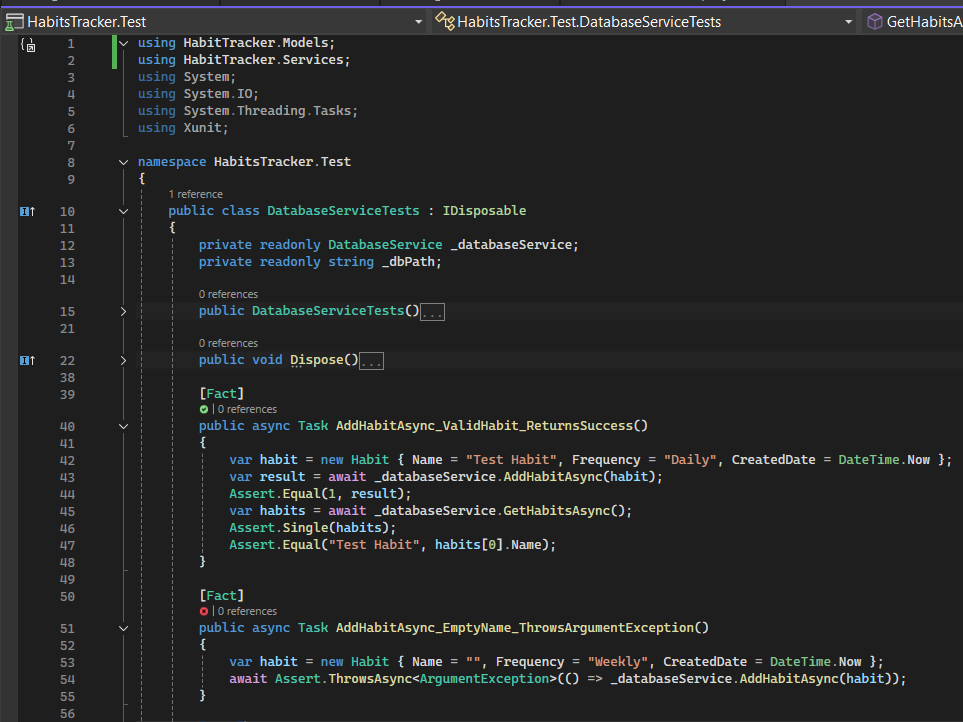 HabitsTracker.Test HabitsTracker.Test.DatabaseServiceTests GetHabitsA
1 using HabitTracker.Models;
2 using HabitTracker.Services;
3 using System;
4 using System.IO;
5 using System.Threading.Tasks;
6 using Xunit;
7
8 namespace HabitsTracker.Test
9 {
1 reference
10 public class DatabaseServiceTests : IDisposable
11 {
12 private readonly DatabaseService _databaseService;
13 private readonly string _dbPath;
14
0 references
15 public DatabaseServiceTests()...
21
0 references
22 public void Dispose()...
38
39 [Fact]
| 0 references
40 public async Task AddHabitAsync_ValidHabit_ReturnsSuccess()
41 {
42 var habit = new Habit { Name = "Test Habit", Frequency = "Daily", CreatedDate = DateTime.Now };
43 var result = await _databaseService.AddHabitAsync(habit);
44 Assert.Equal(1, result);
45 var habits = await _databaseService.GetHabitsAsync();
46 Assert.Single(habits);
47 Assert.Equal("Test Habit", habits[0].Name);
48 }
49
50 [Fact]
| 0 references
51 public async Task AddHabitAsync_EmptyName_ThrowsArgumentException()
52 {
53 var habit = new Habit { Name = "", Frequency = "Weekly", CreatedDate = DateTime.Now };
54 await Assert.ThrowsAsync<ArgumentException>(() => _databaseService.AddHabitAsync(habit));
55 }
56